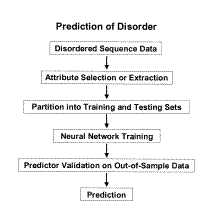 Prediction of Disorder
Disordered Sequence Data
Attribute Selection or Extraction
Partition into Training and Testing Sets
Neural Network Training
Predictor Validation on Out-of-Sample Data
Prediction